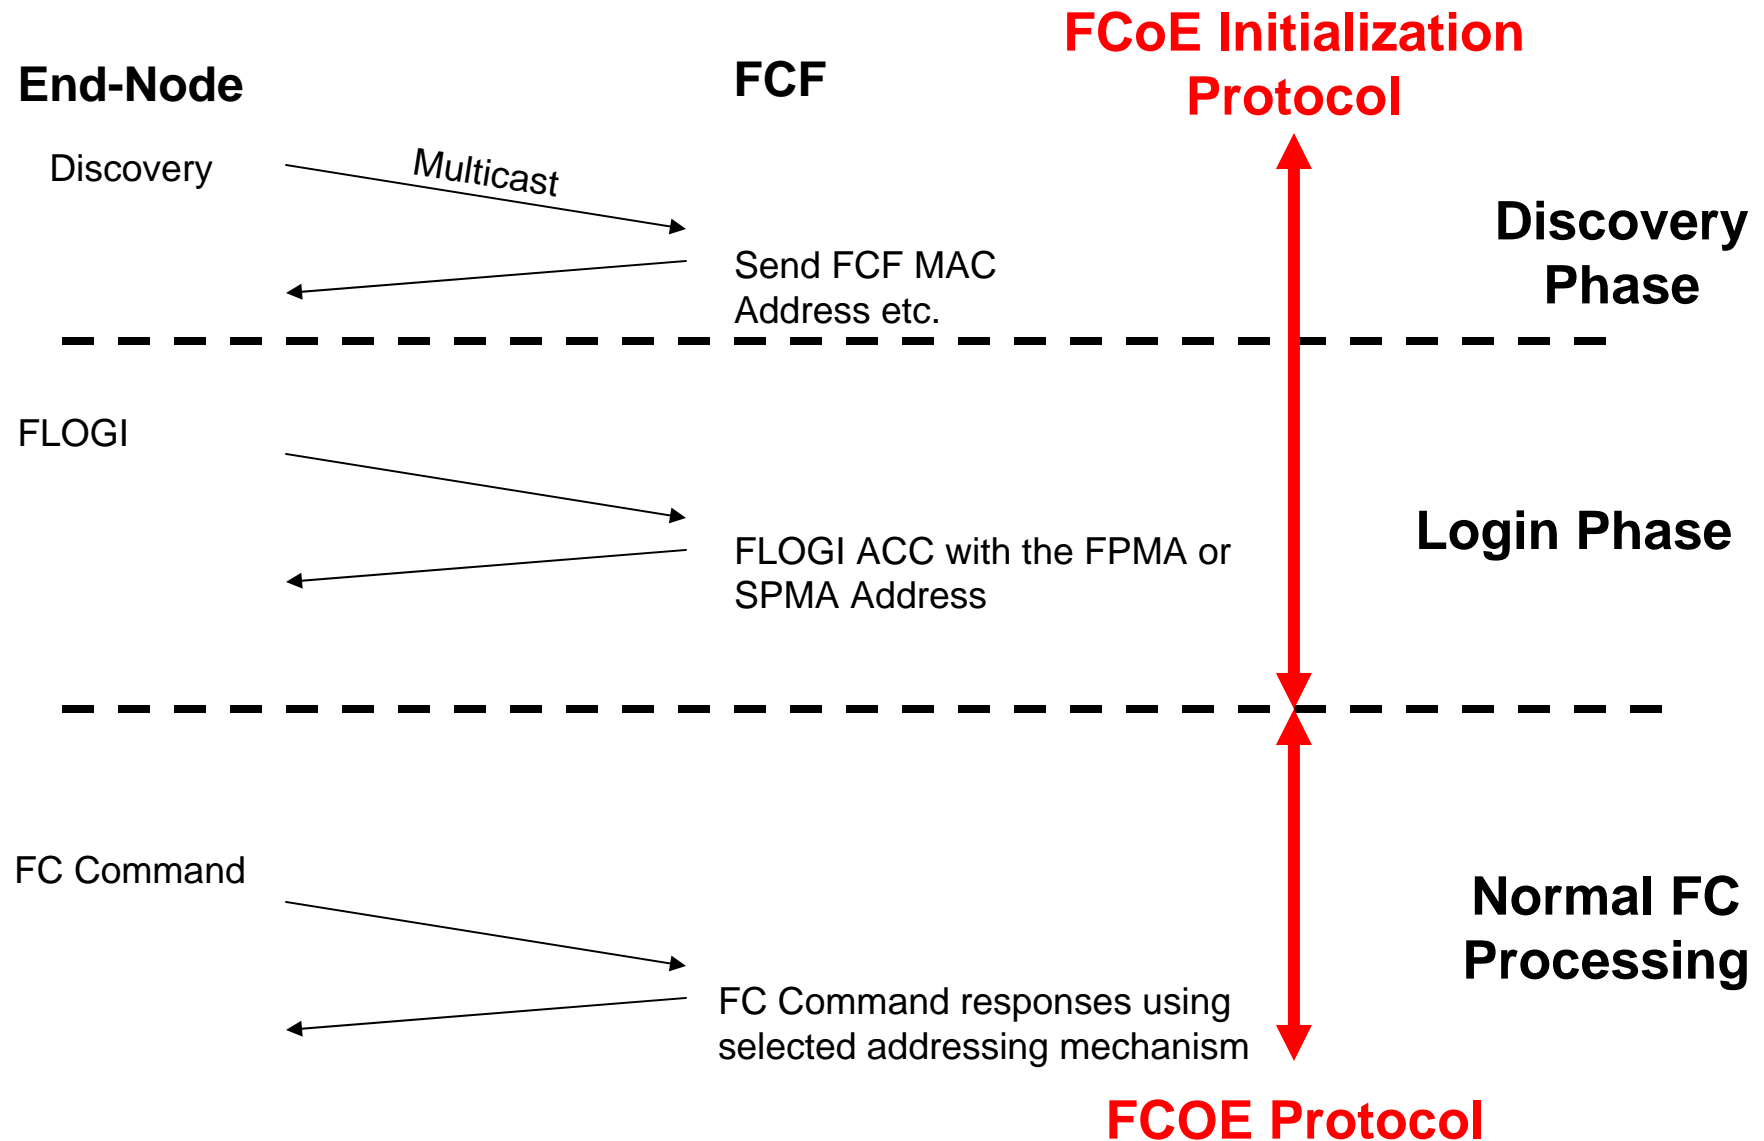 FCoE Initialization
Protocol
End-Node
FCF
Discovery
Multicast
Send FCF MAC
Address etc.
Discovery
Phase
FLOGI
FLOGI ACC with the FPMA or
SPMA Address
Login Phase
FC Command
FC Command responses using
selected addressing mechanism
Normal FC
Processing
FCOE Protocol